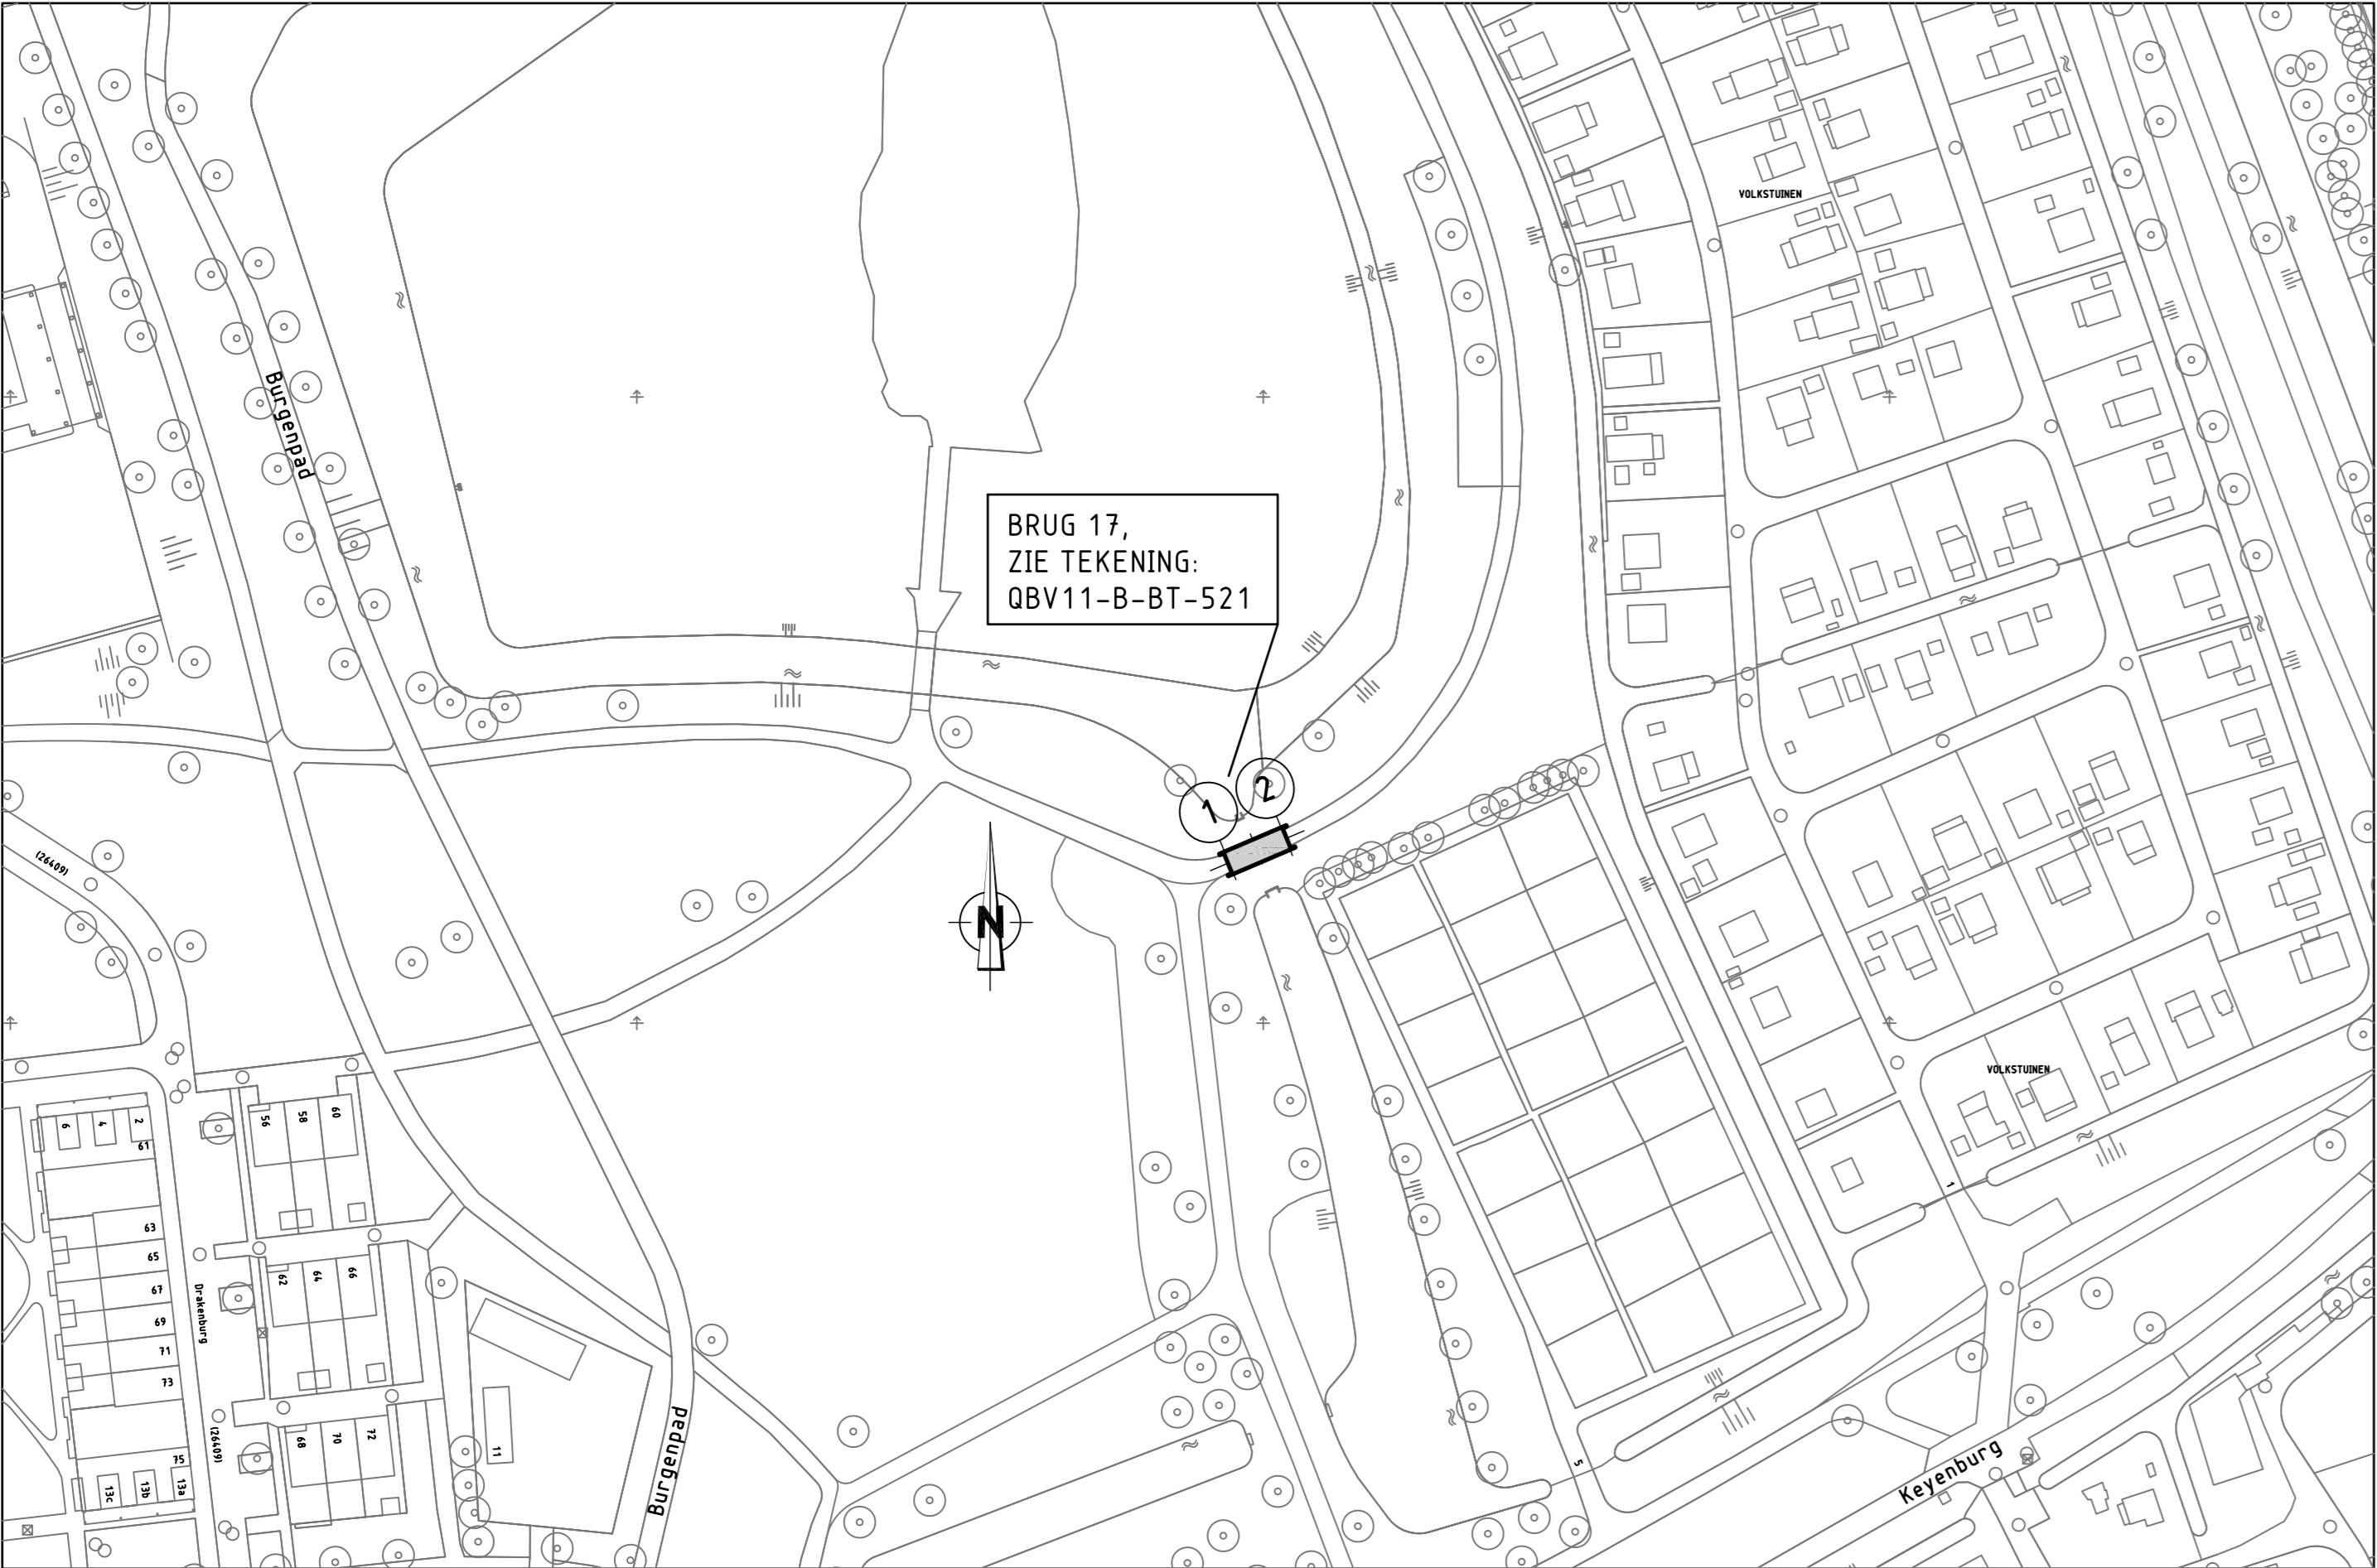 VOLKSTUINEN
Burgenpad
BRUG 17,
ZIE TEKENING:
QBV11-B-BT-521
1
2
(26409)
N
VOLKSTUINEN
6
4
2
61
56
58
60
63
65
67
69
71
73
75
Drakenburg
62
64
66
(26409)
68
70
72
13c
13b
13a
11
Burgenpad
1
5
Keyenburg